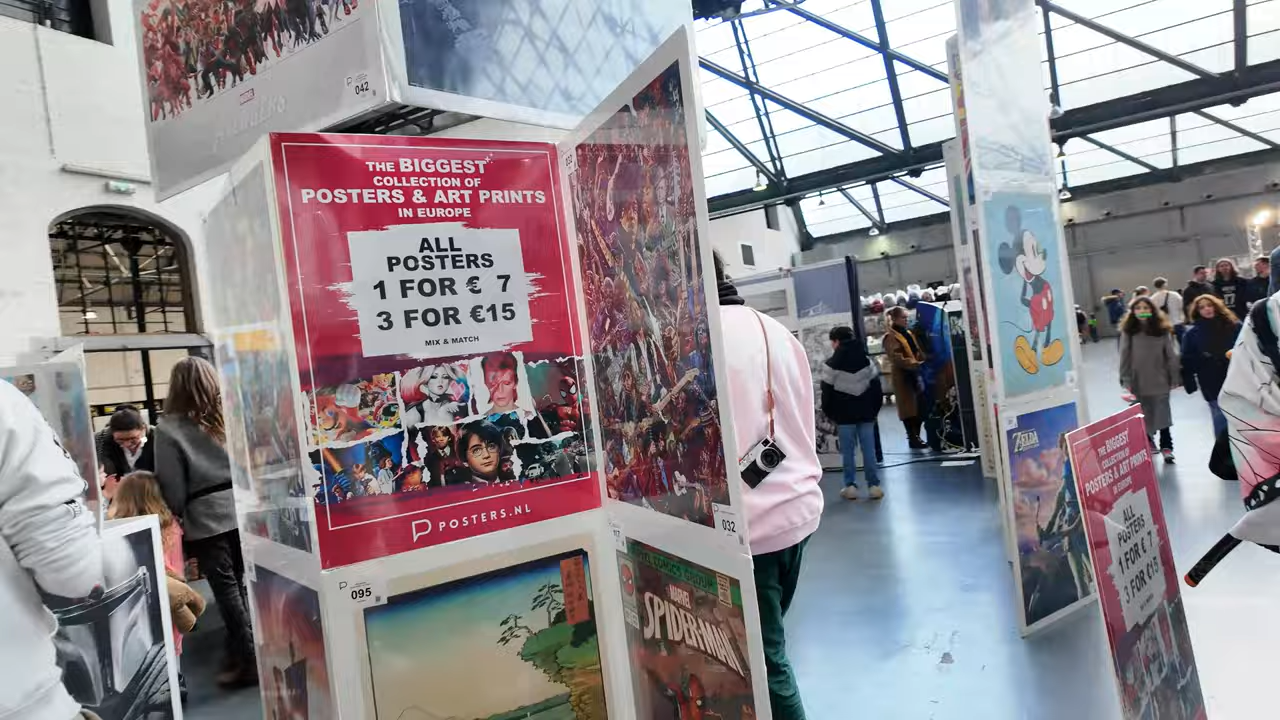 MARVEL
042
THE BIGGEST
COLLECTION OF
POSTERS & ART PRINTS
IN EUROPE
ALL
POSTERS
1 FOR € 7
3 FOR €15
MIX & MATCH
POSTERS.NL
032
095
MARVEL
SPIDER-MAN
ZELDA
THE BIGGEST
COLLECTION OF
POSTERS & ART PRINTS
IN EUROPE
ALL
POSTERS
1 FOR € 7
3 FOR €15